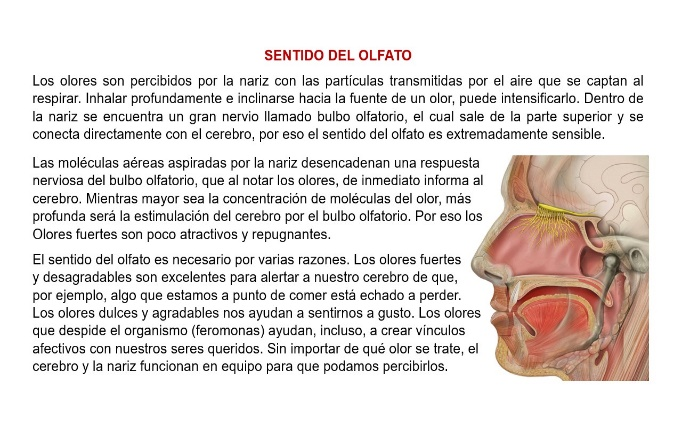 SENTIDO DEL OLFATO
Los olores son percibidos por la nariz con las partículas transmitidas por el aire que se captan al
respirar. Inhalar profundamente e inclinarse hacia la fuente de un olor, puede intensificarlo. Dentro de
la nariz se encuentra un gran nervio llamado bulbo olfatorio, el cual sale de la parte superior y se
conecta directamente con el cerebro, por eso el sentido del olfato es extremadamente sensible.
Las moléculas aéreas aspiradas por la nariz desencadenan una respuesta
nerviosa del bulbo olfatorio, que al notar los olores, de inmediato informa al
cerebro. Mientras mayor sea la concentración de moléculas del olor, más
profunda será la estimulación del cerebro por el bulbo olfatorio. Por eso los
Olores fuertes son poco atractivos y repugnantes.
El sentido del olfato es necesario por varias razones. Los olores fuertes
y desagradables son excelentes para alertar a nuestro cerebro de que,
por ejemplo, algo que estamos a punto de comer está echado a perder.
Los olores dulces y agradables nos ayudan a sentirnos a gusto. Los olores
que despide el organismo (feromonas) ayudan, incluso, a crear vínculos
afectivos con nuestros seres queridos. Sin importar de qué olor se trate, el
cerebro y la nariz funcionan en equipo para que podamos percibirlos.